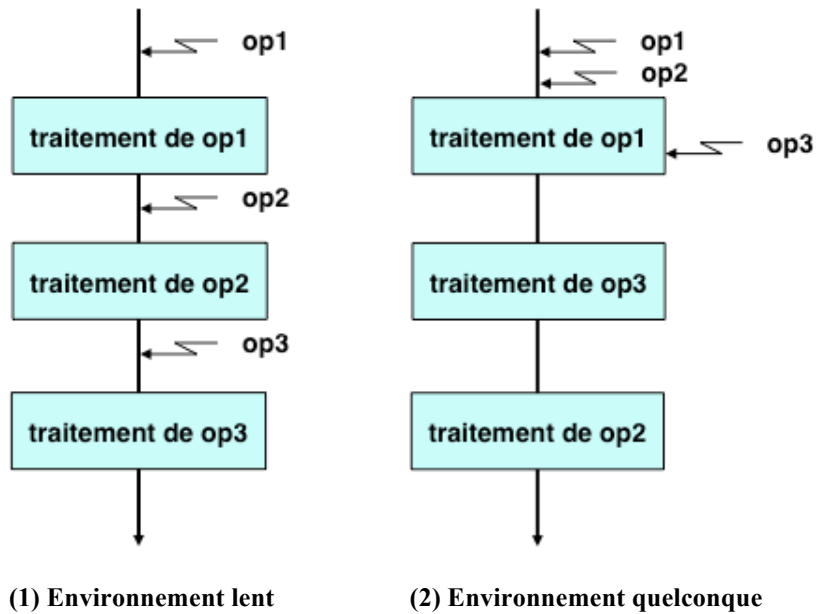 op1
traitement de op1
op2
traitement de op2
op3
traitement de op3
(1) Environnement lent
op1
op2
traitement de op1
op3
traitement de op3
traitement de op2
(2) Environnement quelconque